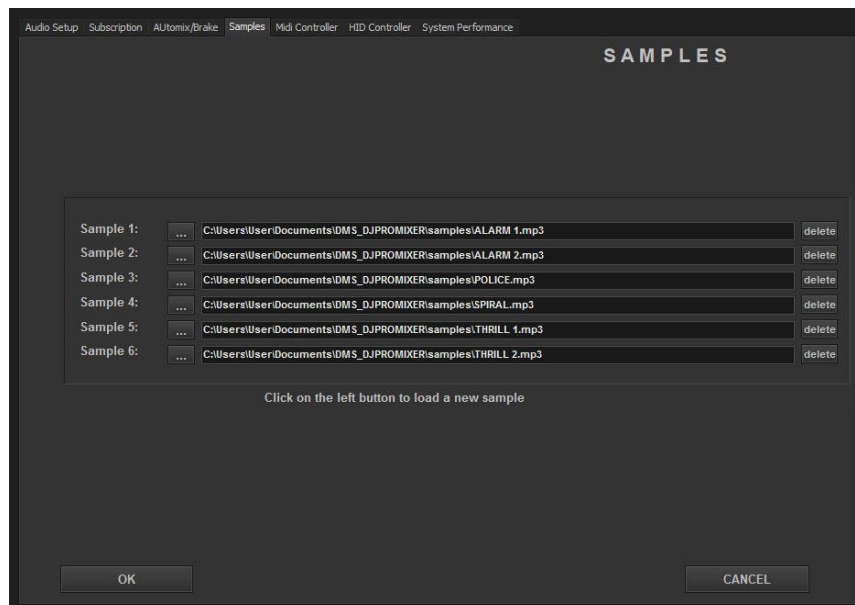 Audio Setup Subscription AUtomix/Brake Samples Midi Controller HID Controller System Performance
SAMPLES
Sample 1: ... C:\Users\User\Documents\DMS_DJPROMIXER\samples\ALARM 1.mp3 delete
Sample 2: ... C:\Users\User\Documents\DMS_DJPROMIXER\samples\ALARM 2.mp3 delete
Sample 3: ... C:\Users\User\Documents\DMS_DJPROMIXER\samples\POLICE.mp3 delete
Sample 4: ... C:\Users\User\Documents\DMS_DJPROMIXER\samples\SPIRAL.mp3 delete
Sample 5: ... C:\Users\User\Documents\DMS_DJPROMIXER\samples\THRILL 1.mp3 delete
Sample 6: ... C:\Users\User\Documents\DMS_DJPROMIXER\samples\THRILL 2.mp3 delete
Click on the left button to load a new sample
OK CANCEL